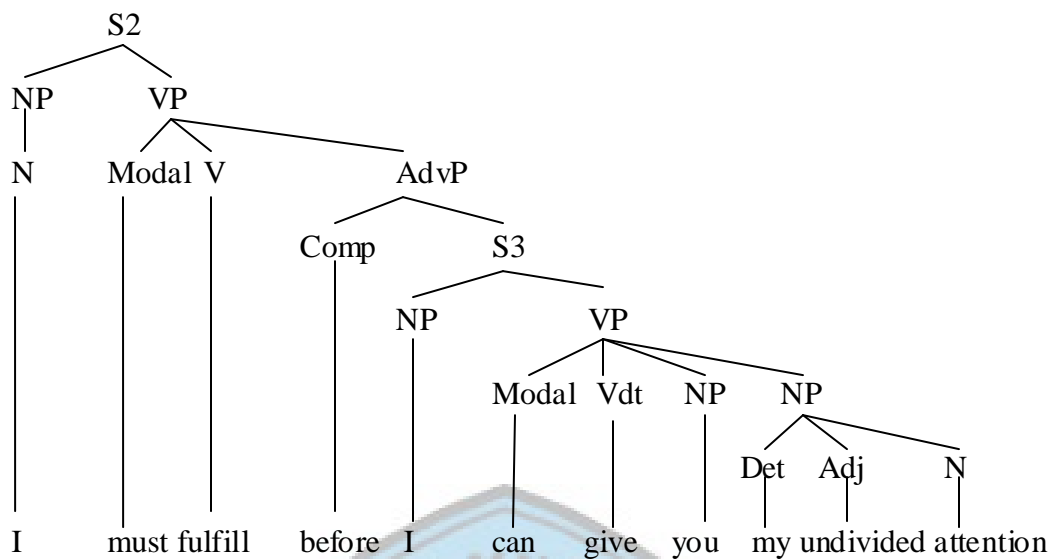 S2
NP VP
N Modal V AdvP
Comp S3
NP VP
Modal Vdt NP NP
Det Adj N
I must fulfill before I can give you my undivided attention